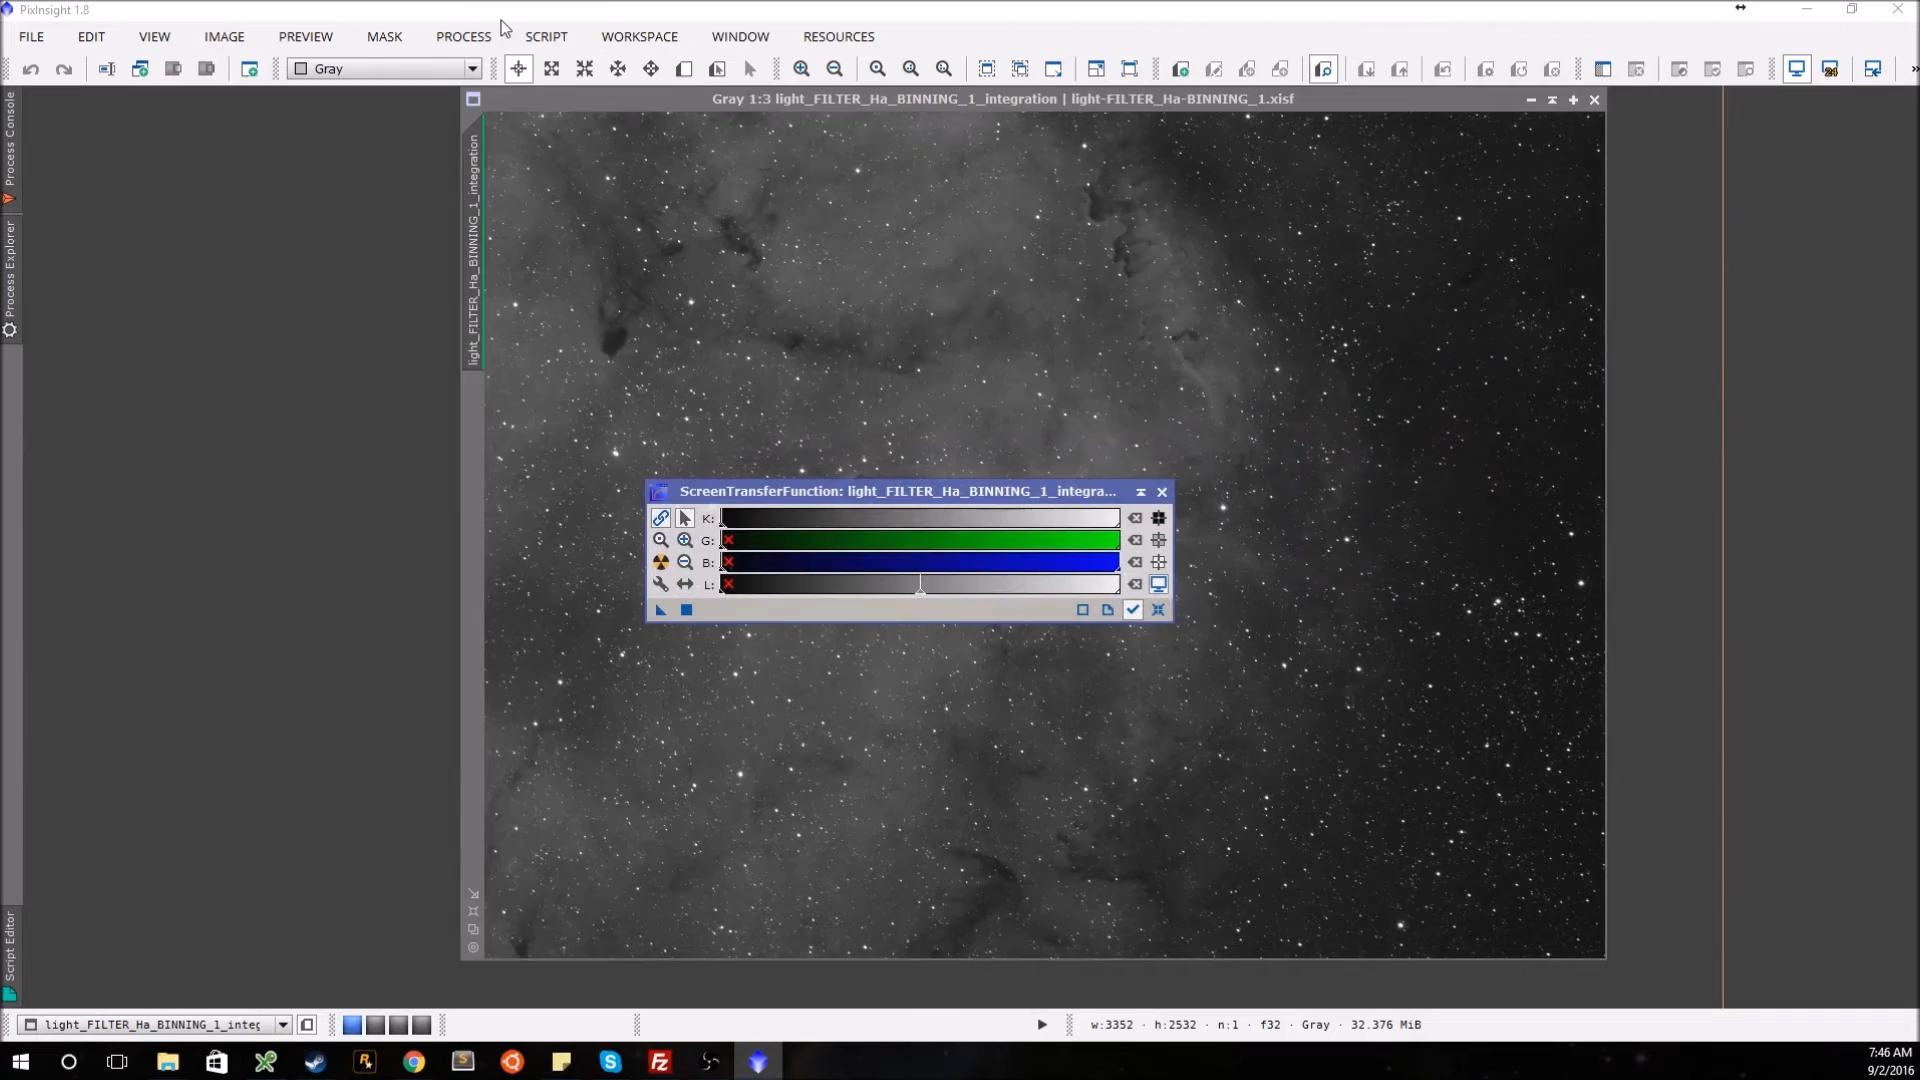 PixInsight 1.8
FILE EDIT VIEW IMAGE PREVIEW MASK PROCESS SCRIPT WORKSPACE WINDOW RESOURCES
Gray
24
Gray 1:3 light_FILTER_Ha_BINNING_1_integration | light-FILTER_Ha-BINNING_1.xisf
Process Console
Process Explorer
Script Editor
light_FILTER_Ha_BINNING_1_integration
ScreenTransferFunction: light_FILTER_Ha_BINNING_1_integra...
K:
G:
B:
L:
light_FILTER_Ha_BINNING_1_integ
w:3352 · h:2532 · n:1 · f32 · Gray · 32.376 MiB
7:46 AM
9/2/2016